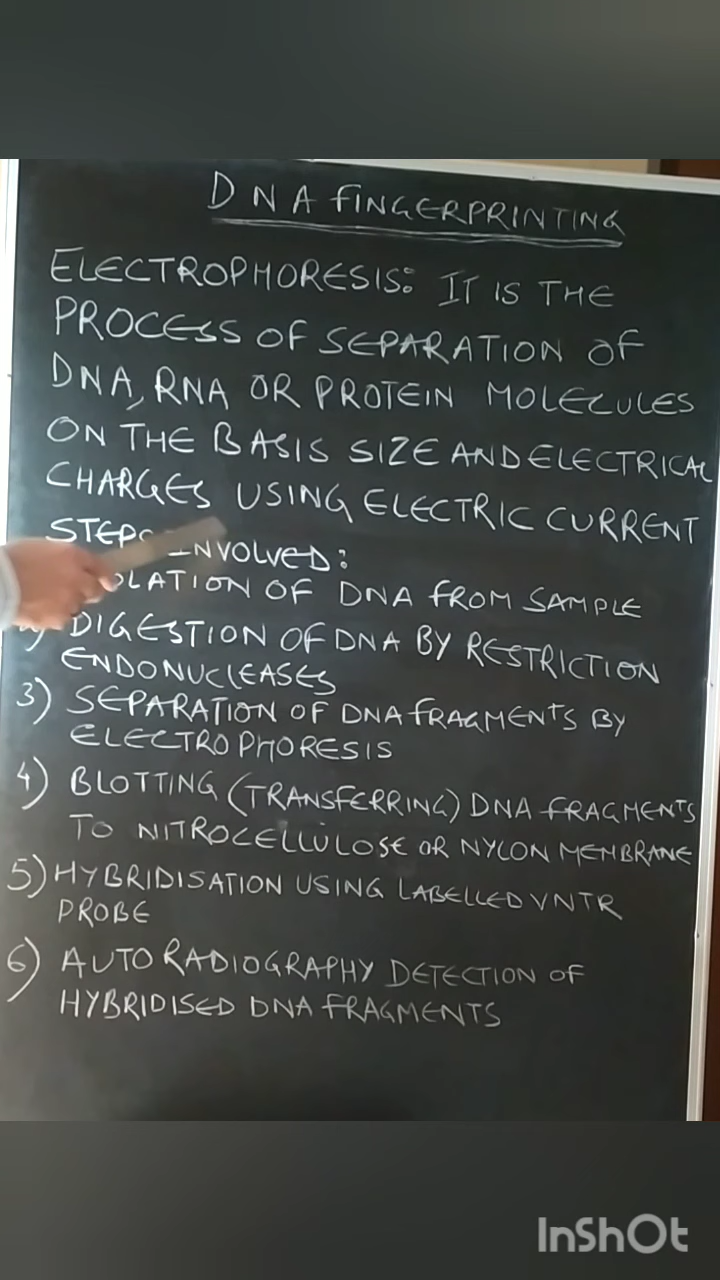 DNA FINGERPRINTING
ELECTROPHORESIS: IT IS THE
PROCESS OF SEPARATION OF
DNA, RNA OR PROTEIN MOLECULES
ON THE BASIS SIZE AND ELECTRICAL
CHARGES USING ELECTRIC CURRENT
INVOLVED:
OF DNA FROM SAMPLE
DIGESTION OF DNA BY RESTRICTION
ENDONUCLEASES
3) SEPARATION OF DNA FRAGMENTS BY
ELECTROPHORESIS
4) BLOTTING (TRANSFERRING) DNA FRAGMENTS
TO NITROCELLULOSE OR NYLON MEMBRANE
5) HYBRIDISATION USING LABELLED VNTR
PROBE
6) AUTO RADIOGRAPHY DETECTION OF
HYBRIDISED DNA FRAGMENTS
InShOt